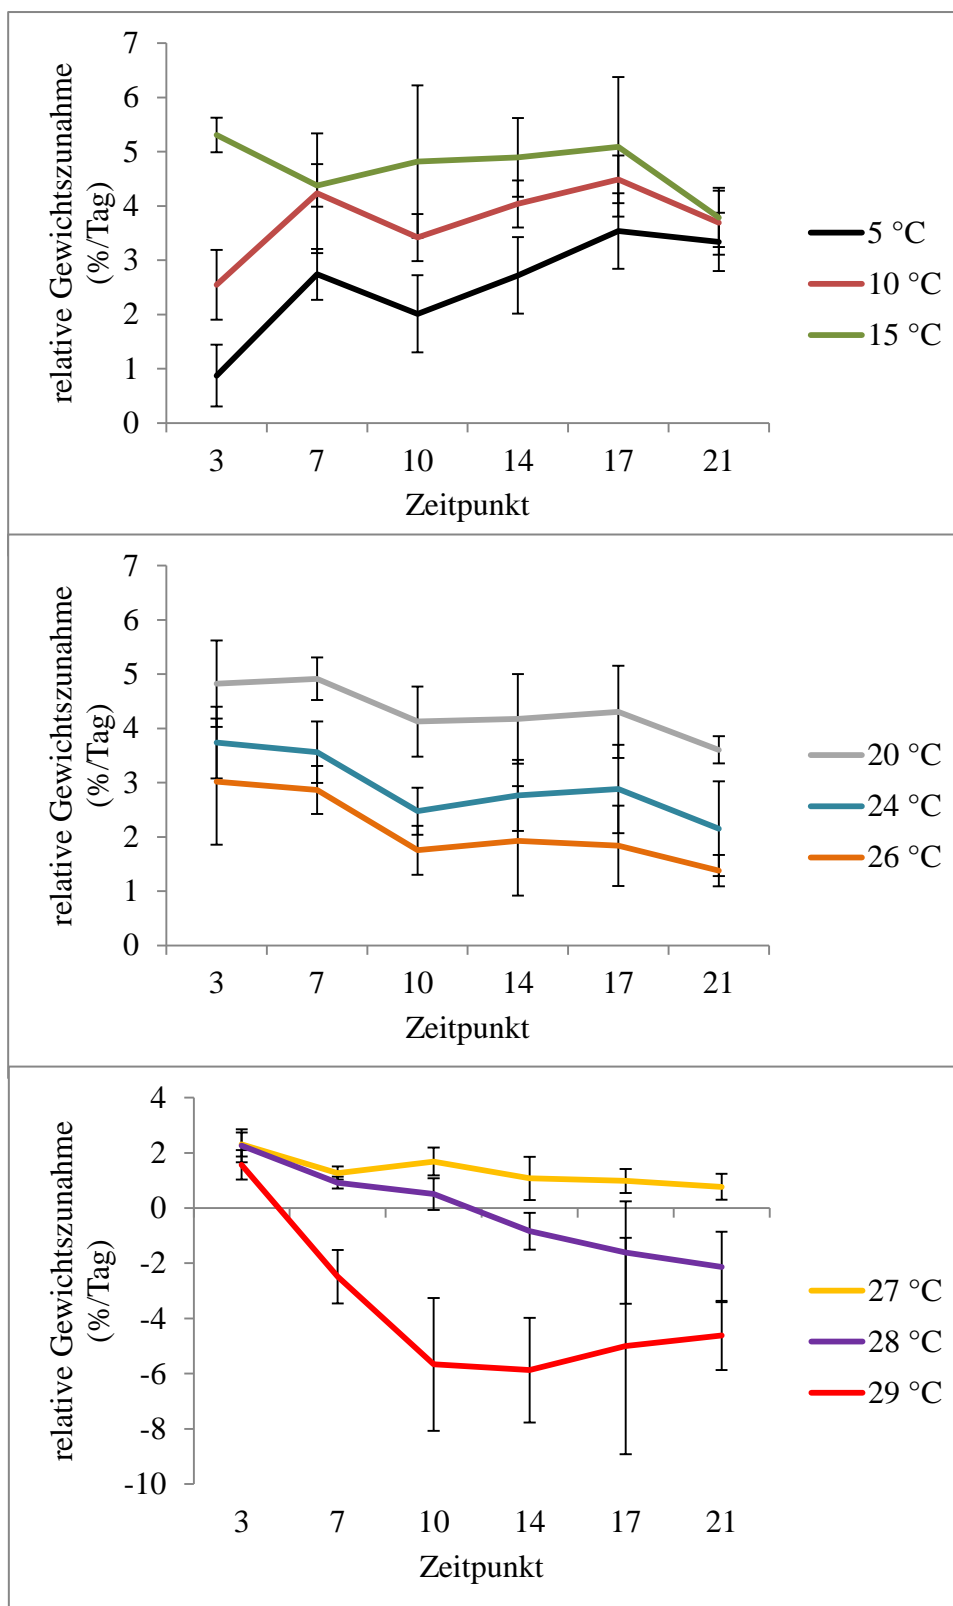 relative Gewichtszunahme
(%/Tag)
7
6
5
4
3
2
1
0
3 7 10 14 17 21
Zeitpunkt
5 °C
10 °C
15 °C
relative Gewichtszunahme
(%/Tag)
7
6
5
4
3
2
1
0
3 7 10 14 17 21
Zeitpunkt
20 °C
24 °C
26 °C
relative Gewichtszunahme
(%/Tag)
4
2
0
-2
-4
-6
-8
-10
3 7 10 14 17 21
Zeitpunkt
27 °C
28 °C
29 °C